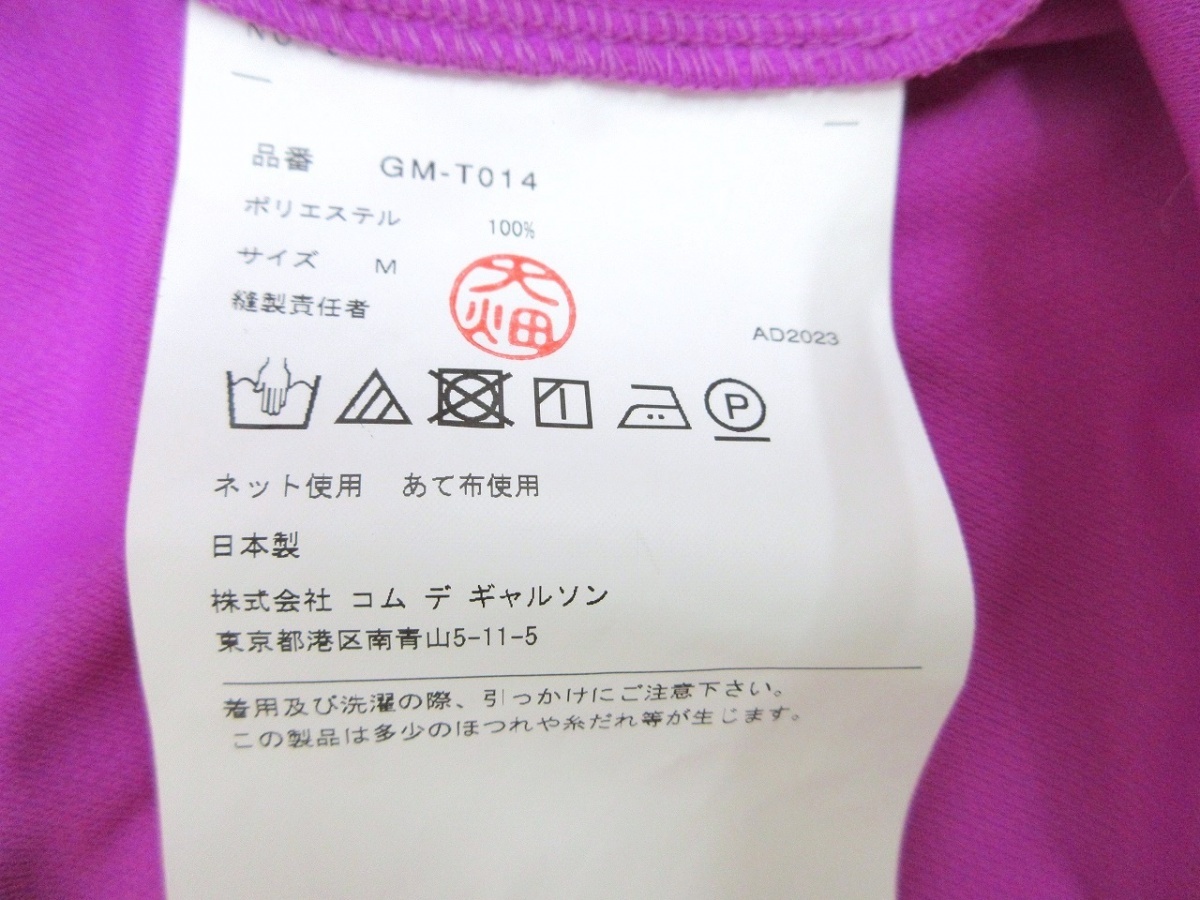 品番 GM-T014
ポリエステル 100%
サイズ M
縫製責任者 大畑
AD2023
P
ネット使用 あて布使用
日本製
株式会社 コム デ ギャルソン
東京都港区南青山5-11-5
着用及び洗濯の際、引っかけにご注意下さい。
この製品は多少のほつれや糸だれ等が生じます。